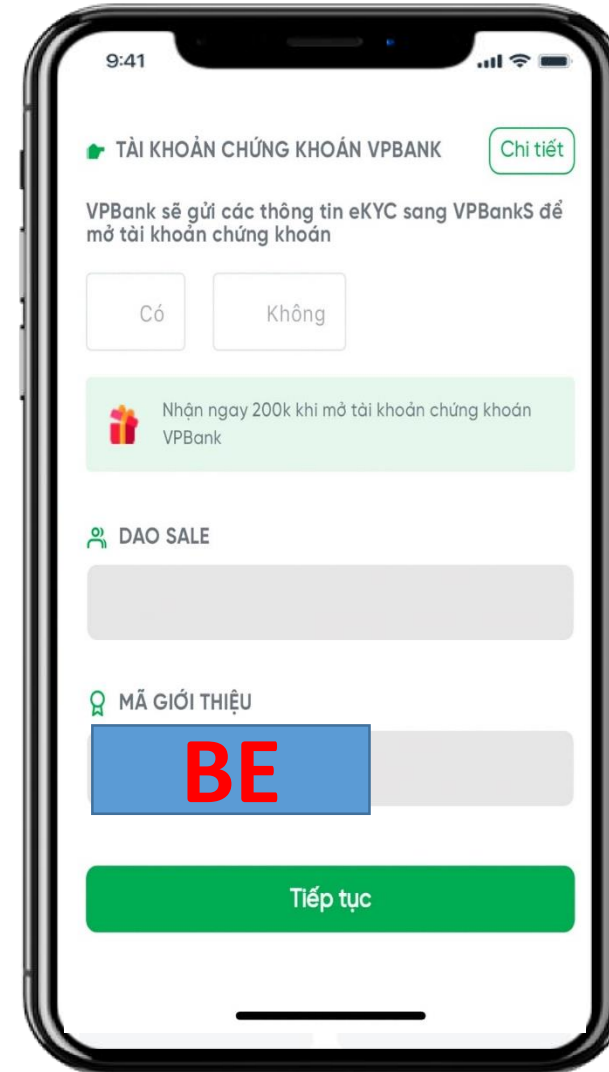 9:41
TÀI KHOẢN CHỨNG KHOÁN VPBANK
Chi tiết
VPBank sẽ gửi các thông tin eKYC sang VPBankS để
mở tài khoản chứng khoán
Có
Không
Nhận ngay 200k khi mở tài khoản chứng khoán
VPBank
DAO SALE
MÃ GIỚI THIỆU
BE
Tiếp tục